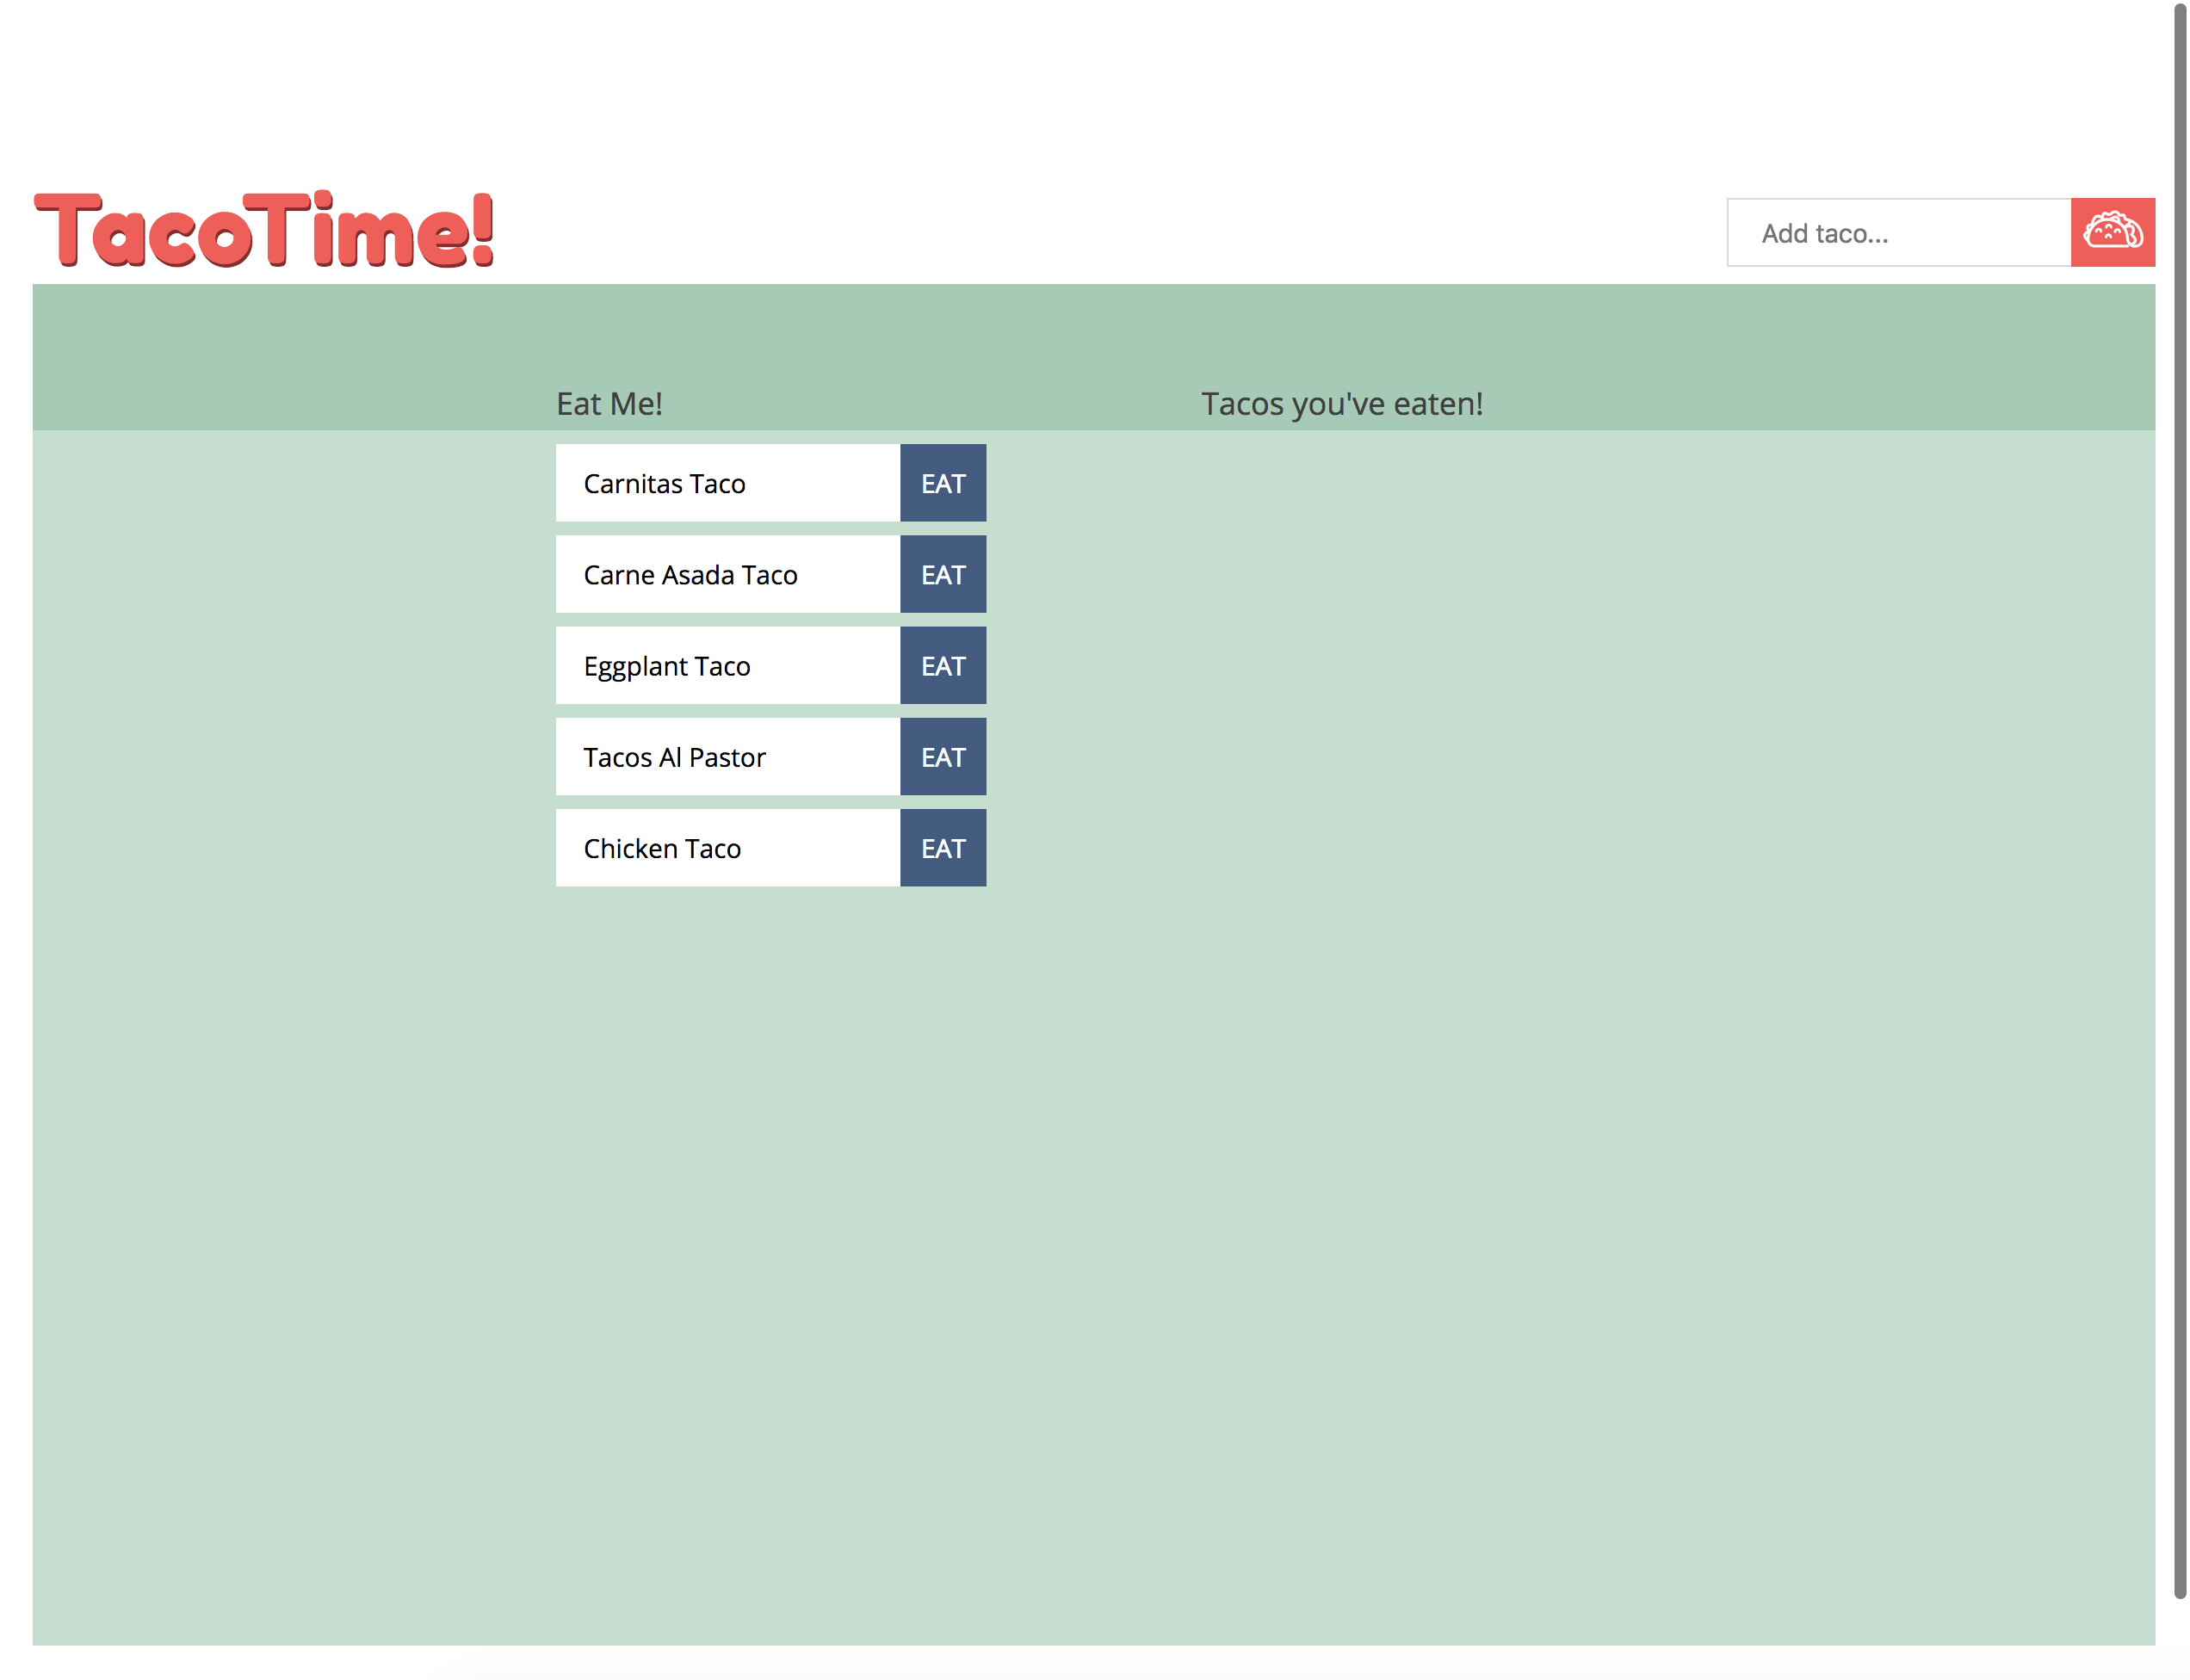 TacoTime!
Add taco...
Eat Me!
Tacos you've eaten!
Carnitas Taco EAT
Carne Asada Taco EAT
Eggplant Taco EAT
Tacos Al Pastor EAT
Chicken Taco EAT